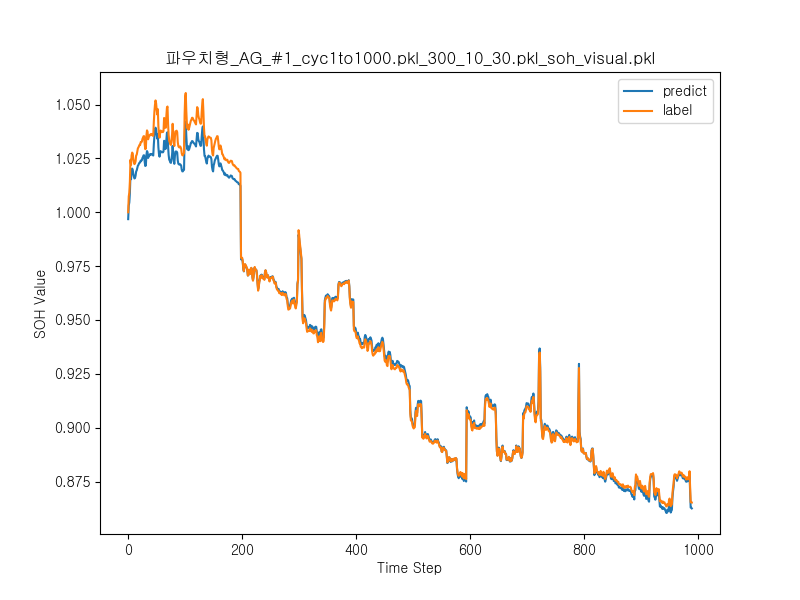 파우치형_AG_#1_cyc1to1000.pkl_300_10_30.pkl_soh_visual.pkl
predict
label
1.050
1.025
1.000
0.975
0.950
0.925
0.900
0.875
SOH Value
0
200
400
600
800
1000
Time Step